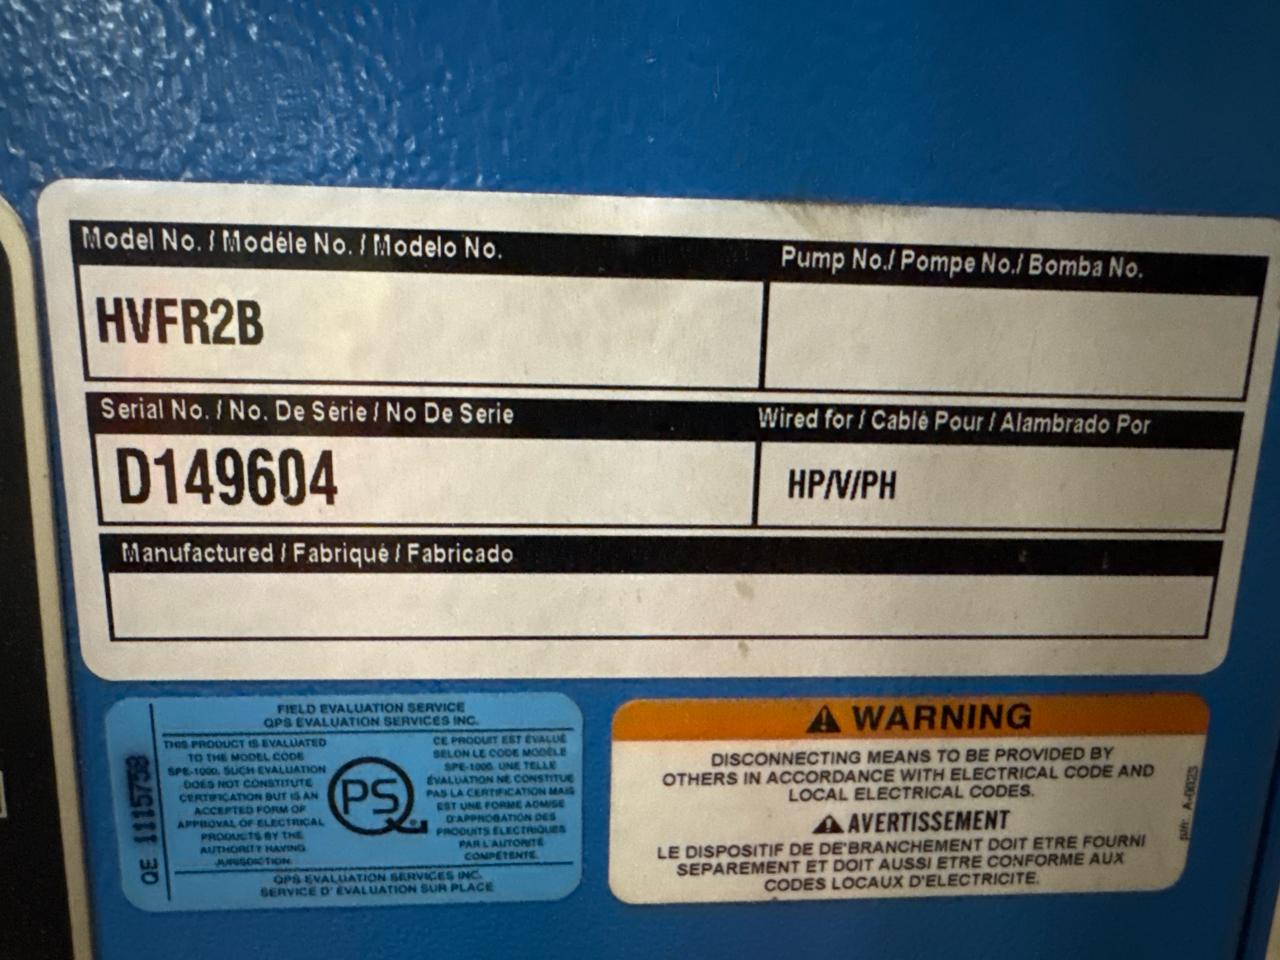 Model No. / Modéle No. / Modelo No.
HVFR2B
Pump No./ Pompe No./ Bomba No.
Serial No. / No. De Série / No De Serie
D149604
Wired for / Cablé Pour / Alambrado Por
HP/V/PH
Manufactured / Fabriqué / Fabricado
FIELD EVALUATION SERVICE
QPS EVALUATION SERVICES INC.
QE 1115758
THIS PRODUCT IS EVALUATED
TO THE MODEL CODE
SPE-1000. SUCH EVALUATION
DOES NOT CONSTITUTE
CERTIFICATION BUT IS AN
ACCEPTED FORM OF
APPROVAL OF ELECTRICAL
PRODUCTS BY THE
AUTHORITY HAVING
JURISDICTION.
QPS
CE PRODUIT EST ÉVALUÉ
SELON LE CODE MODÈLE
SPE-1000. UNE TELLE
ÉVALUATION NE CONSTITUE
PAS LA CERTIFICATION MAIS
EST UNE FORME ADMISE
D'APPROBATION DES
PRODUITS ÉLECTRIQUES
PAR L'AUTORITÉ
COMPÉTENTE.
QPS EVALUATION SERVICES INC.
SERVICE D' ÉVALUATION SUR PLACE
WARNING
DISCONNECTING MEANS TO BE PROVIDED BY
OTHERS IN ACCORDANCE WITH ELECTRICAL CODE AND
LOCAL ELECTRICAL CODES.
AVERTISSEMENT
LE DISPOSITIF DE DE'BRANCHEMENT DOIT ETRE FOURNI
SEPAREMENT ET DOIT AUSSI ETRE CONFORME AUX
CODES LOCAUX D'ELECTRICITE.
p/n: A-0023